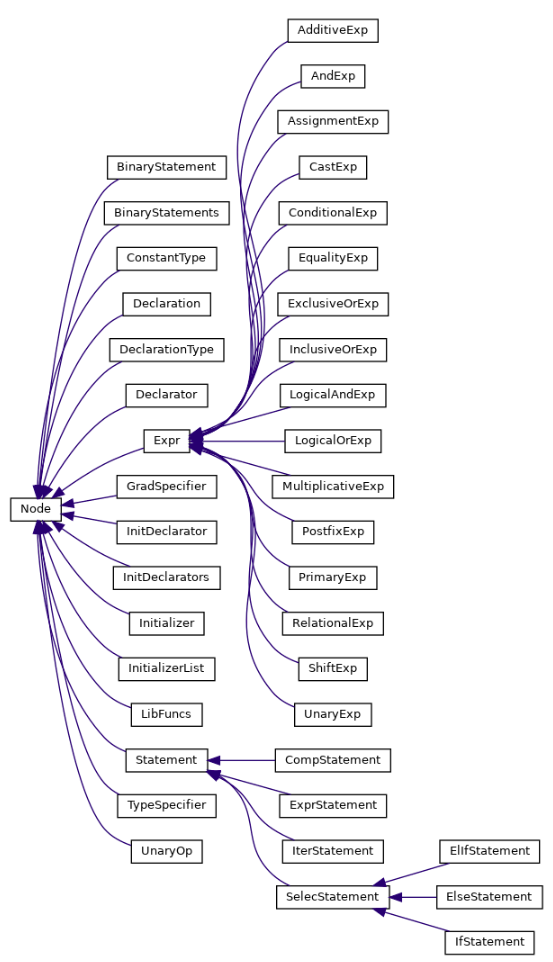 AdditiveExp
AndExp
AssignmentExp
BinaryStatement
CastExp
BinaryStatements
ConditionalExp
ConstantType
EqualityExp
Declaration
ExclusiveOrExp
DeclarationType
InclusiveOrExp
Declarator
LogicalAndExp
Expr
LogicalOrExp
GradSpecifier
MultiplicativeExp
Node
InitDeclarator
PostfixExp
InitDeclarators
PrimaryExp
Initializer
RelationalExp
InitializerList
ShiftExp
LibFuncs
UnaryExp
Statement
CompStatement
TypeSpecifier
ExprStatement
UnaryOp
IterStatement
ElIfStatement
SelecStatement
ElseStatement
IfStatement